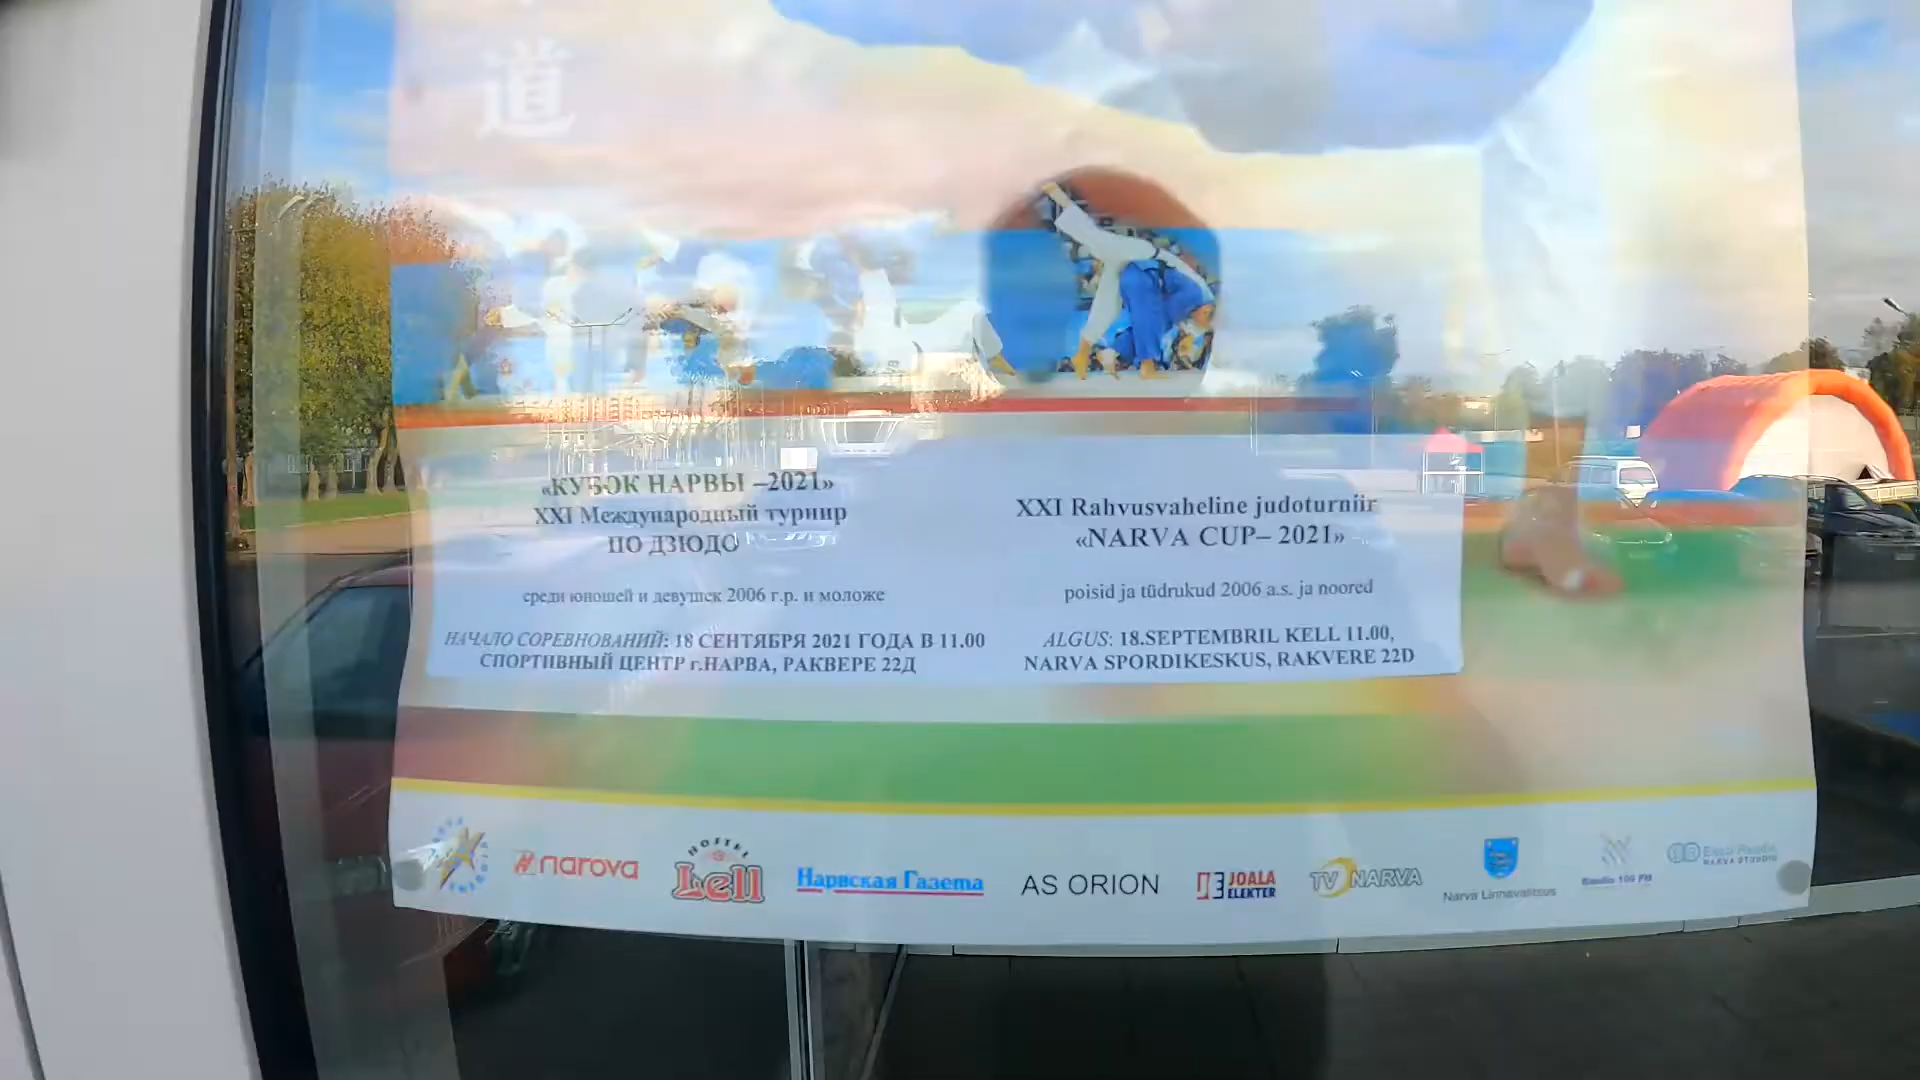 道
«КУБОК НАРВЫ –2021»
XXI Международный турнир
ПО ДЗЮДО
среди юношей и девушек 2006 г.р. и моложе
НАЧАЛО СОРЕВНОВАНИЙ: 18 СЕНТЯБРЯ 2021 ГОДА В 11.00
СПОРТИВНЫЙ ЦЕНТР г.НАРВА, РАКВЕРЕ 22Д
XXI Rahvusvaheline judoturniir
«NARVA CUP– 2021»
poisid ja tüdrukud 2006 a.s. ja noored
ALGUS: 18.SEPTEMBRIL KELL 11.00,
NARVA SPORDIKESKUS, RAKVERE 22D
narova
HOSTEL
Lell
Нарвская Газета
AS ORION
JOALA
ELEKTER
TV NARVA
Narva Linnavalitsus
NARVA STUUDIO